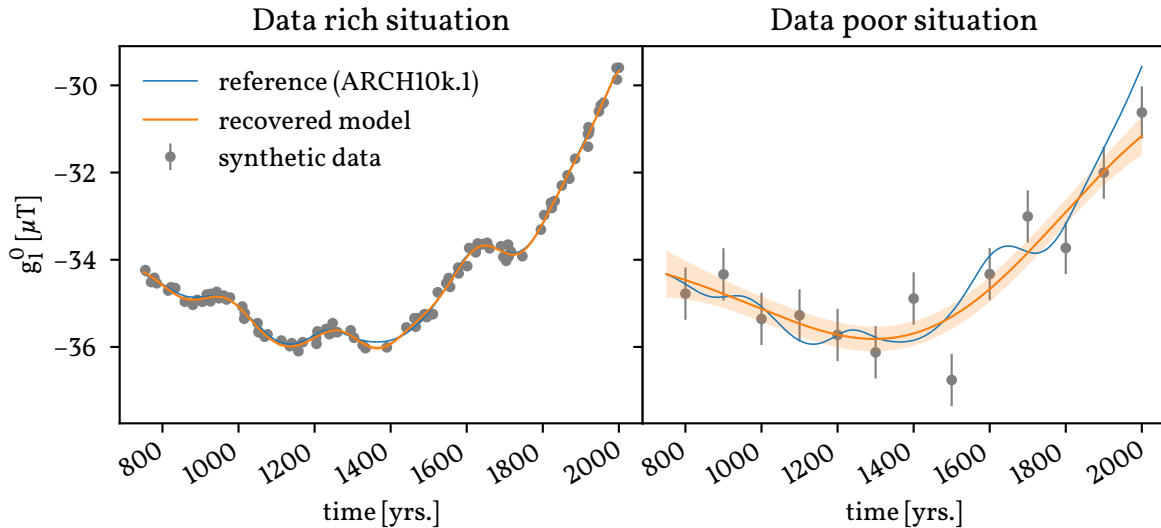 Data rich situation
Data poor situation
reference (ARCH10k.1)
recovered model
synthetic data
g₁⁰ [μT]
−30
−32
−34
−36
800 1000 1200 1400 1600 1800 2000
800 1000 1200 1400 1600 1800 2000
time [yrs.]
time [yrs.]